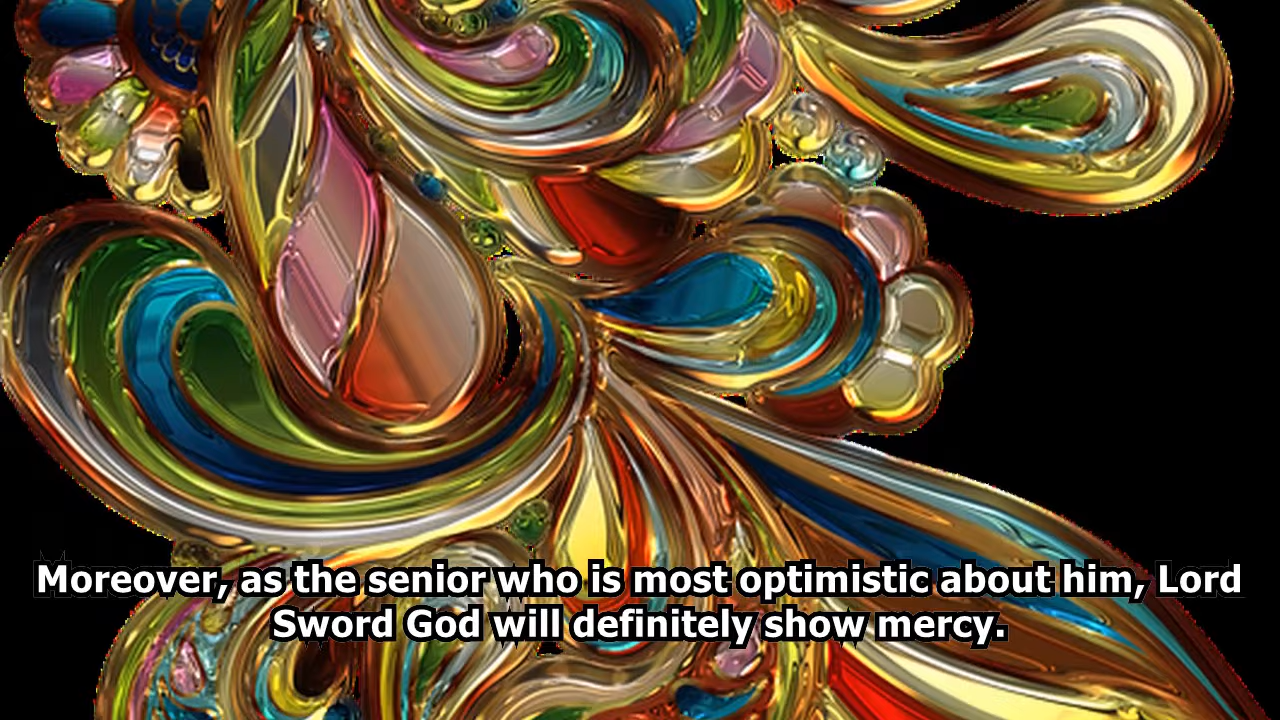 Moreover, as the senior who is most optimistic about him, Lord
Sword God will definitely show mercy.